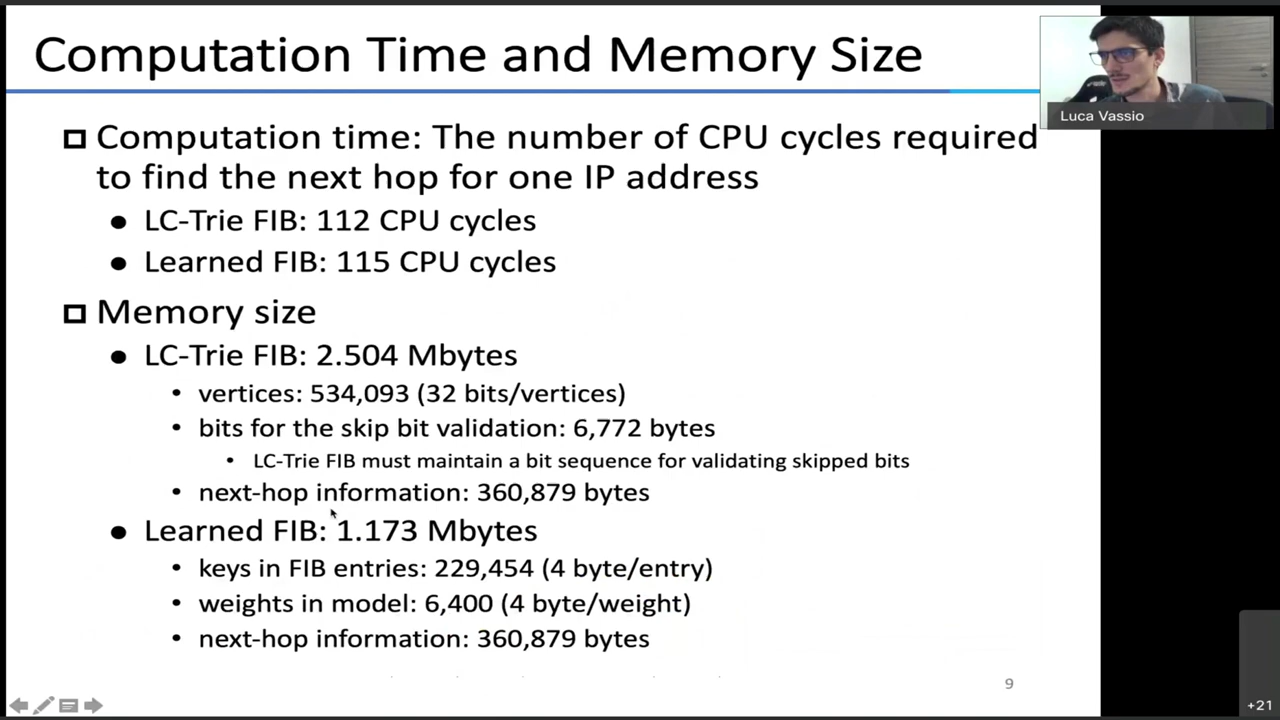 Computation Time and Memory Size
Luca Vassio
Computation time: The number of CPU cycles required
to find the next hop for one IP address
LC-Trie FIB: 112 CPU cycles
Learned FIB: 115 CPU cycles
Memory size
LC-Trie FIB: 2.504 Mbytes
vertices: 534,093 (32 bits/vertices)
bits for the skip bit validation: 6,772 bytes
LC-Trie FIB must maintain a bit sequence for validating skipped bits
next-hop information: 360,879 bytes
Learned FIB: 1.173 Mbytes
keys in FIB entries: 229,454 (4 byte/entry)
weights in model: 6,400 (4 byte/weight)
next-hop information: 360,879 bytes
9
+21